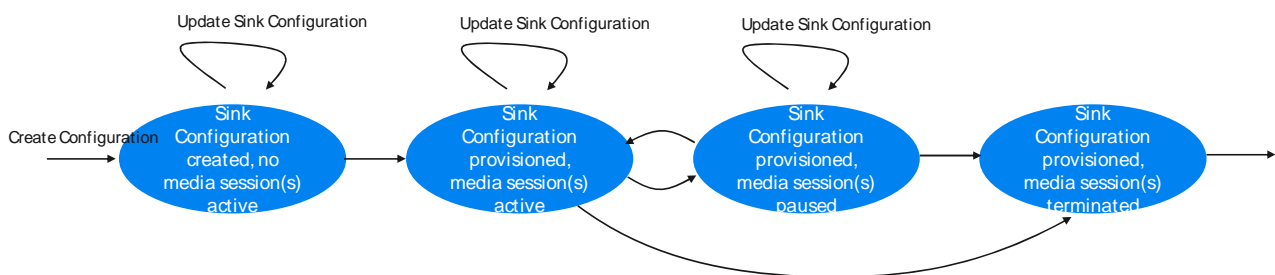 Update Sink Configuration
Update Sink Configuration
Update Sink Configuration
Create Configuration
Sink
Configuration
created, no
media session(s)
active
Sink
Configuration
provisioned,
media session(s)
active
Sink
Configuration
provisioned,
media session(s)
paused
Sink
Configuration
provisioned,
media session(s)
terminated